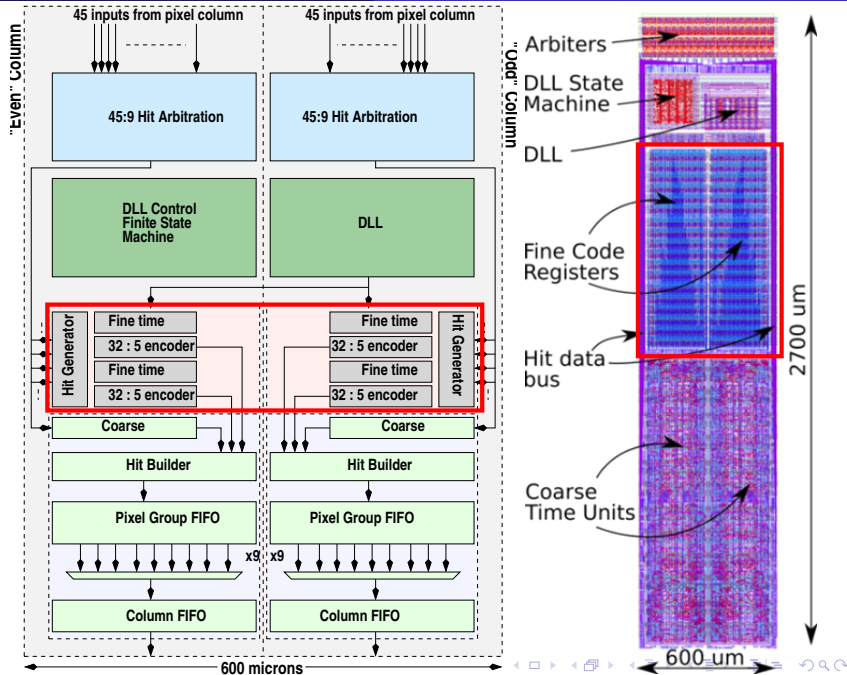 45 inputs from pixel column
45 inputs from pixel column
"Even" Column
"Odd" Column
45:9 Hit Arbitration
45:9 Hit Arbitration
DLL Control
Finite State
Machine
DLL
Hit Generator
Fine time
32 : 5 encoder
Fine time
32 : 5 encoder
Fine time
32 : 5 encoder
Fine time
32 : 5 encoder
Hit Generator
Coarse
Coarse
Hit Builder
Hit Builder
Pixel Group FIFO
Pixel Group FIFO
x9
x9
Column FIFO
Column FIFO
600 microns
Arbiters
DLL State
Machine
DLL
Fine Code
Registers
Hit data
bus
Coarse
Time Units
2700 um
600 um